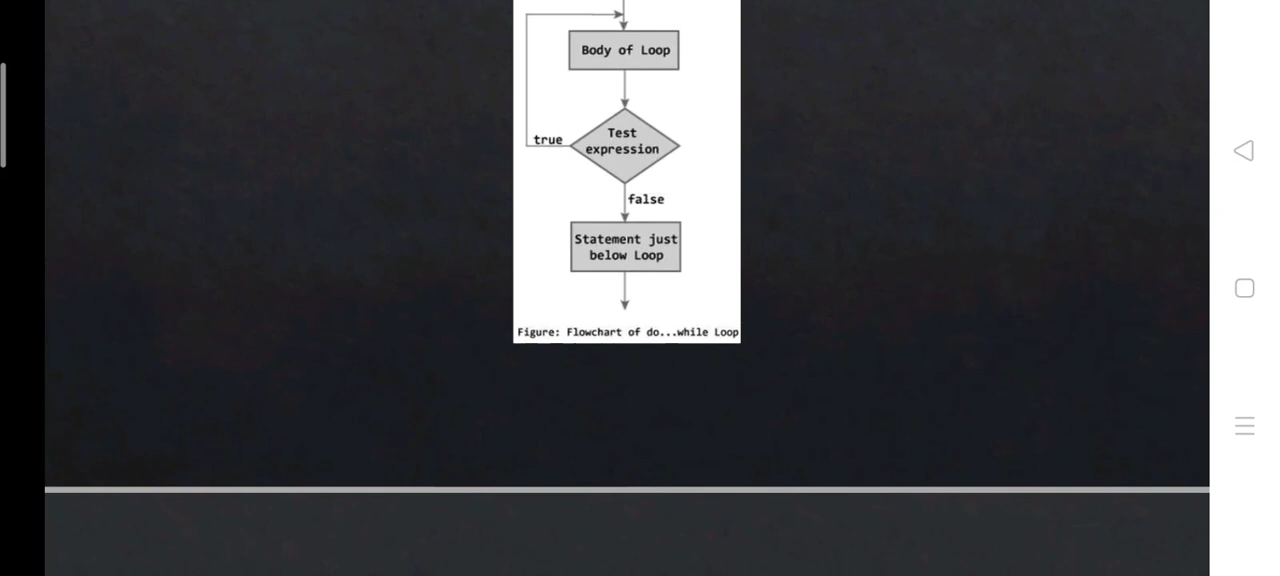 Body of Loop
Test
expression
true
false
Statement just
below Loop
Figure: Flowchart of do...while Loop